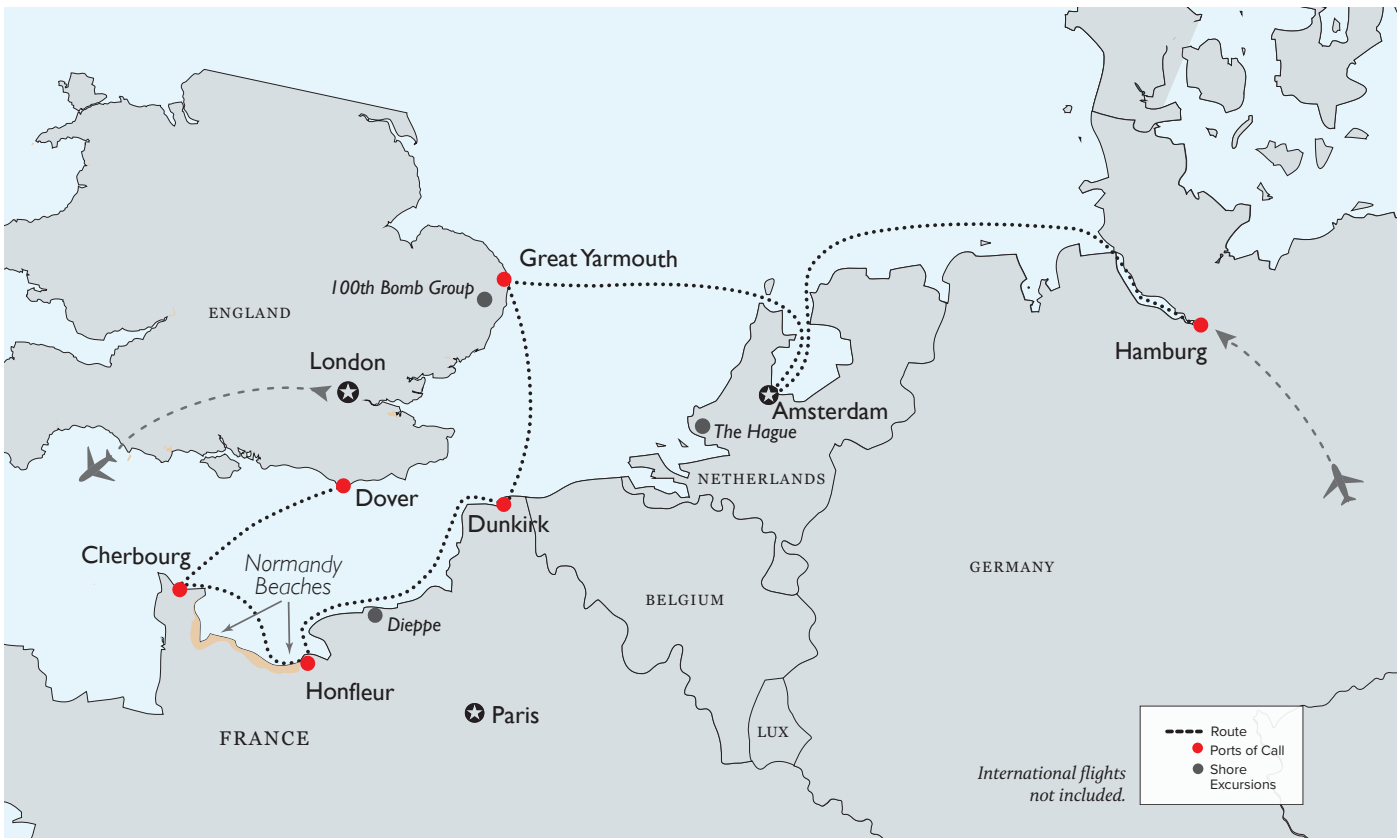 Great Yarmouth
100th Bomb Group
ENGLAND
London
Hamburg
Amsterdam
The Hague
NETHERLANDS
Dover
Dunkirk
Cherbourg
Normandy
Beaches
GERMANY
BELGIUM
Dieppe
Honfleur
Paris
FRANCE
LUX
International flights
not included.
Route
Ports of Call
Shore
Excursions